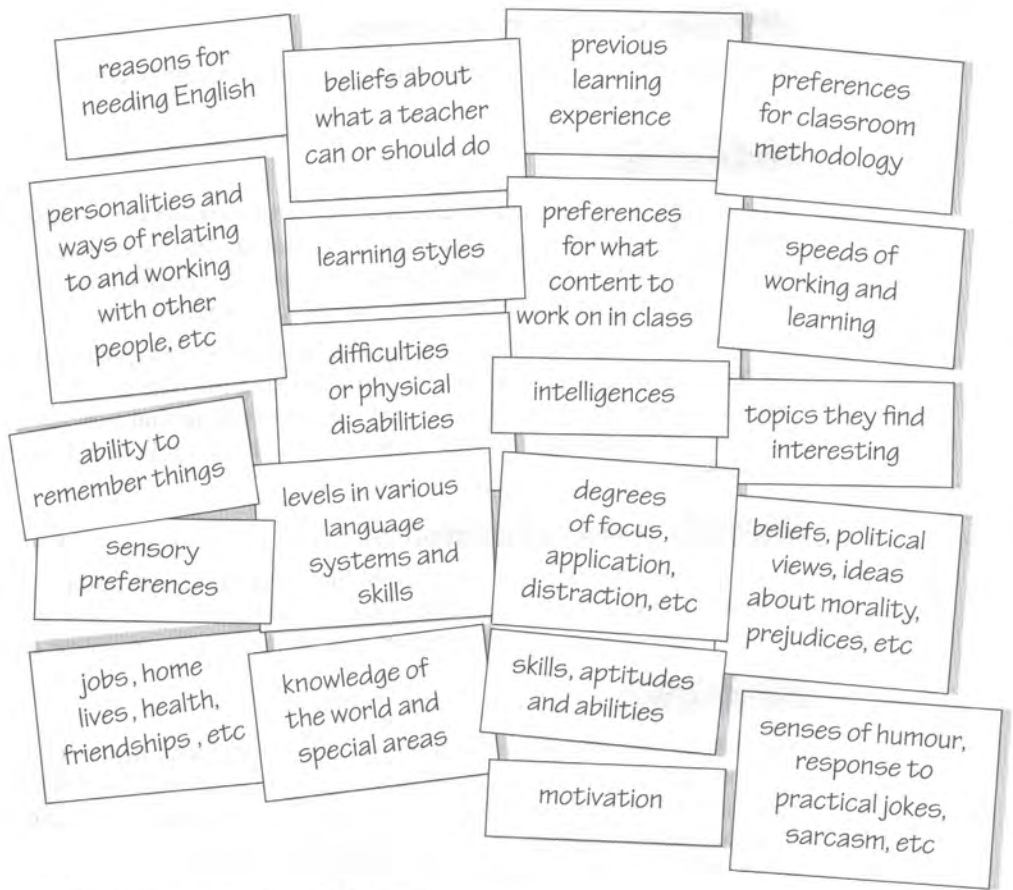 reasons for
needing English
beliefs about
what a teacher
can or should do
previous
learning
experience
preferences
for classroom
methodology
personalities and
ways of relating
to and working
with other
people, etc
learning styles
preferences
for what
content to
work on in class
speeds of
working and
learning
difficulties
or physical
disabilities
intelligences
topics they find
interesting
ability to
remember things
sensory
preferences
levels in various
language
systems and
skills
degrees
of focus,
application,
distraction, etc
beliefs, political
views, ideas
about morality,
prejudices, etc
jobs, home
lives, health,
friendships, etc
knowledge of
the world and
special areas
skills, aptitudes
and abilities
motivation
senses of humour,
response to
practical jokes,
sarcasm, etc